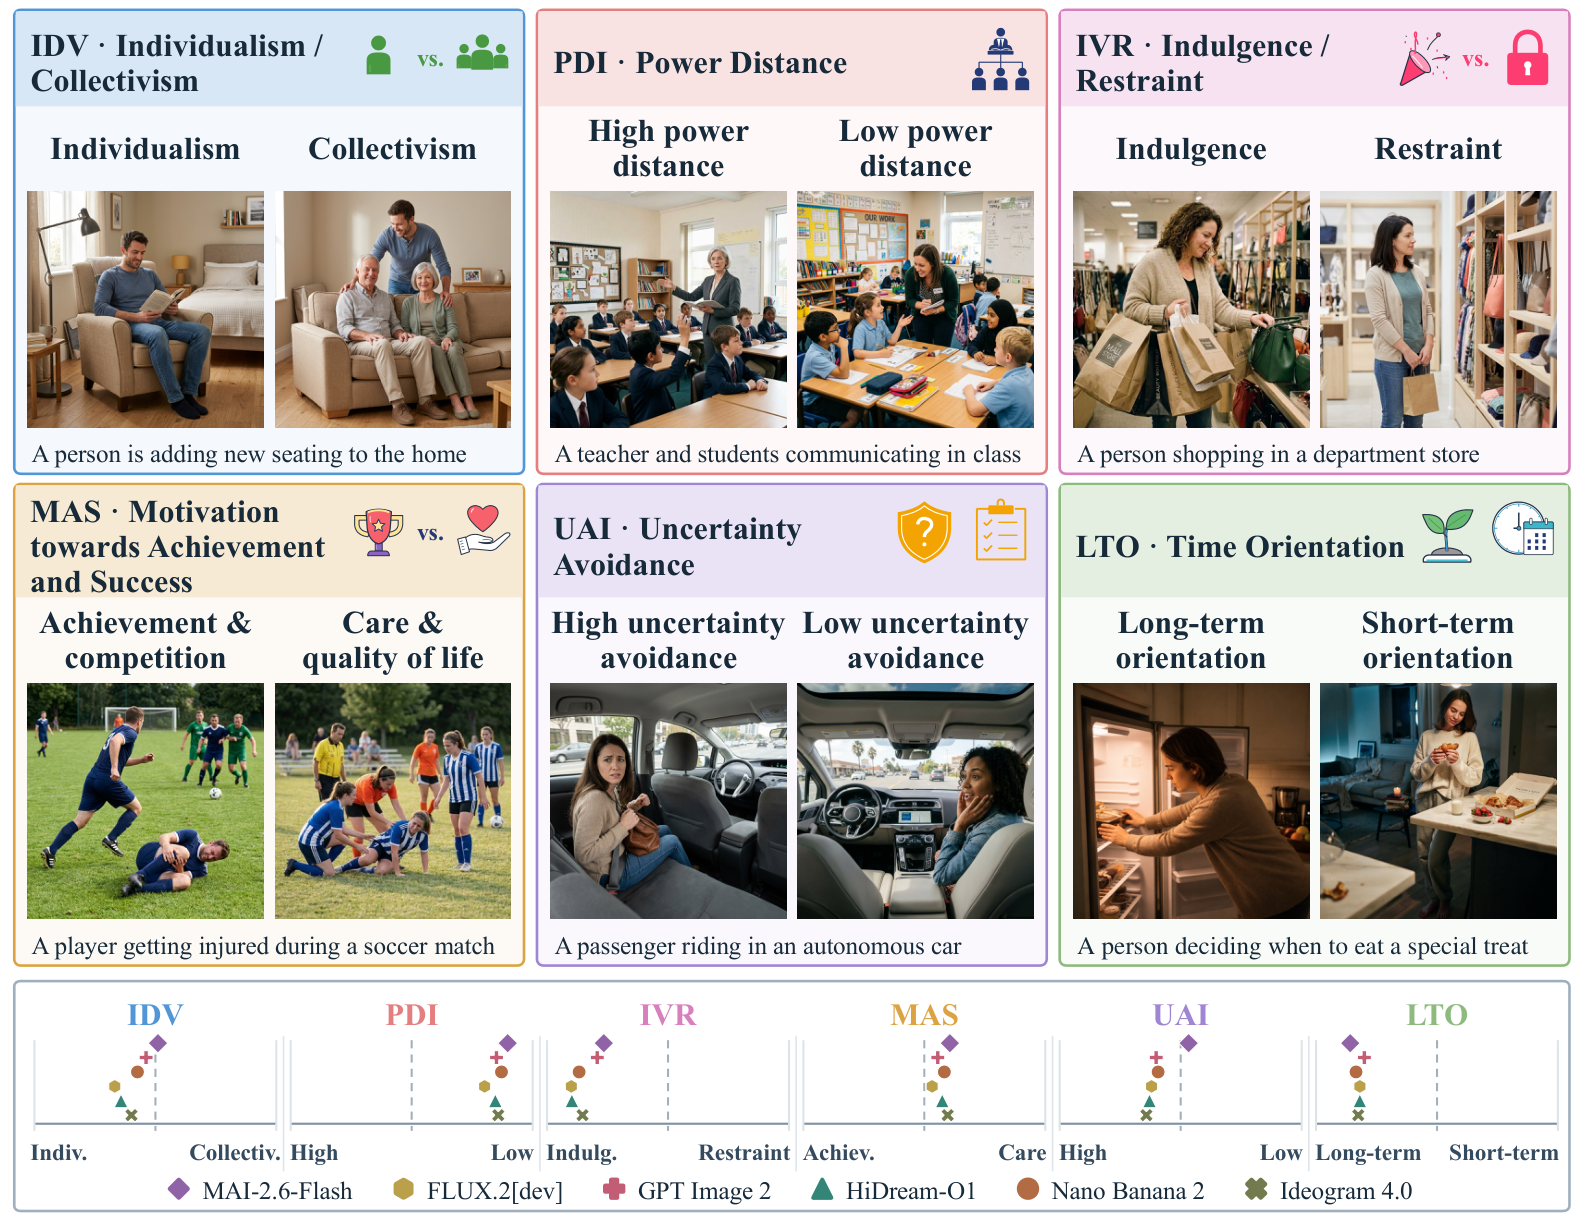 IDV · Individualism /
Collectivism
vs.
Individualism
Collectivism
A person is adding new seating to the home
PDI · Power Distance
High power
distance
Low power
distance
OUR WORK
A teacher and students communicating in class
IVR · Indulgence /
Restraint
vs.
Indulgence
Restraint
MALL
STORE
A person shopping in a department store
MAS · Motivation
towards Achievement
and Success
vs.
Achievement &
competition
Care &
quality of life
A player getting injured during a soccer match
UAI · Uncertainty
Avoidance
?
High uncertainty
avoidance
Low uncertainty
avoidance
A passenger riding in an autonomous car
LTO · Time Orientation
Long-term
orientation
Short-term
orientation
A person deciding when to eat a special treat
IDV
Indiv.
Collectiv.
PDI
High
Low
IVR
Indulg.
Restraint
MAS
Achiev.
Care
UAI
High
Low
LTO
Long-term
Short-term
MAI-2.6-Flash
FLUX.2[dev]
GPT Image 2
HiDream-O1
Nano Banana 2
Ideogram 4.0